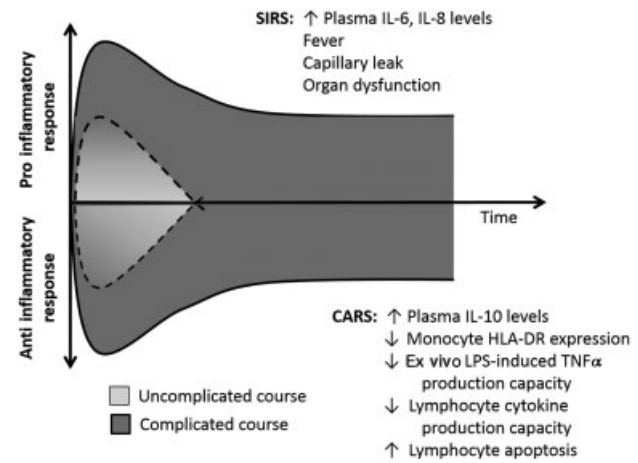 SIRS: ↑ Plasma IL-6, IL-8 levels
Fever
Capillary leak
Organ dysfunction
Pro inflammatory
response
Anti inflammatory
response
Time
CARS: ↑ Plasma IL-10 levels
↓ Monocyte HLA-DR expression
↓ Ex vivo LPS-induced TNFα
production capacity
↓ Lymphocyte cytokine
production capacity
↑ Lymphocyte apoptosis
Uncomplicated course
Complicated course